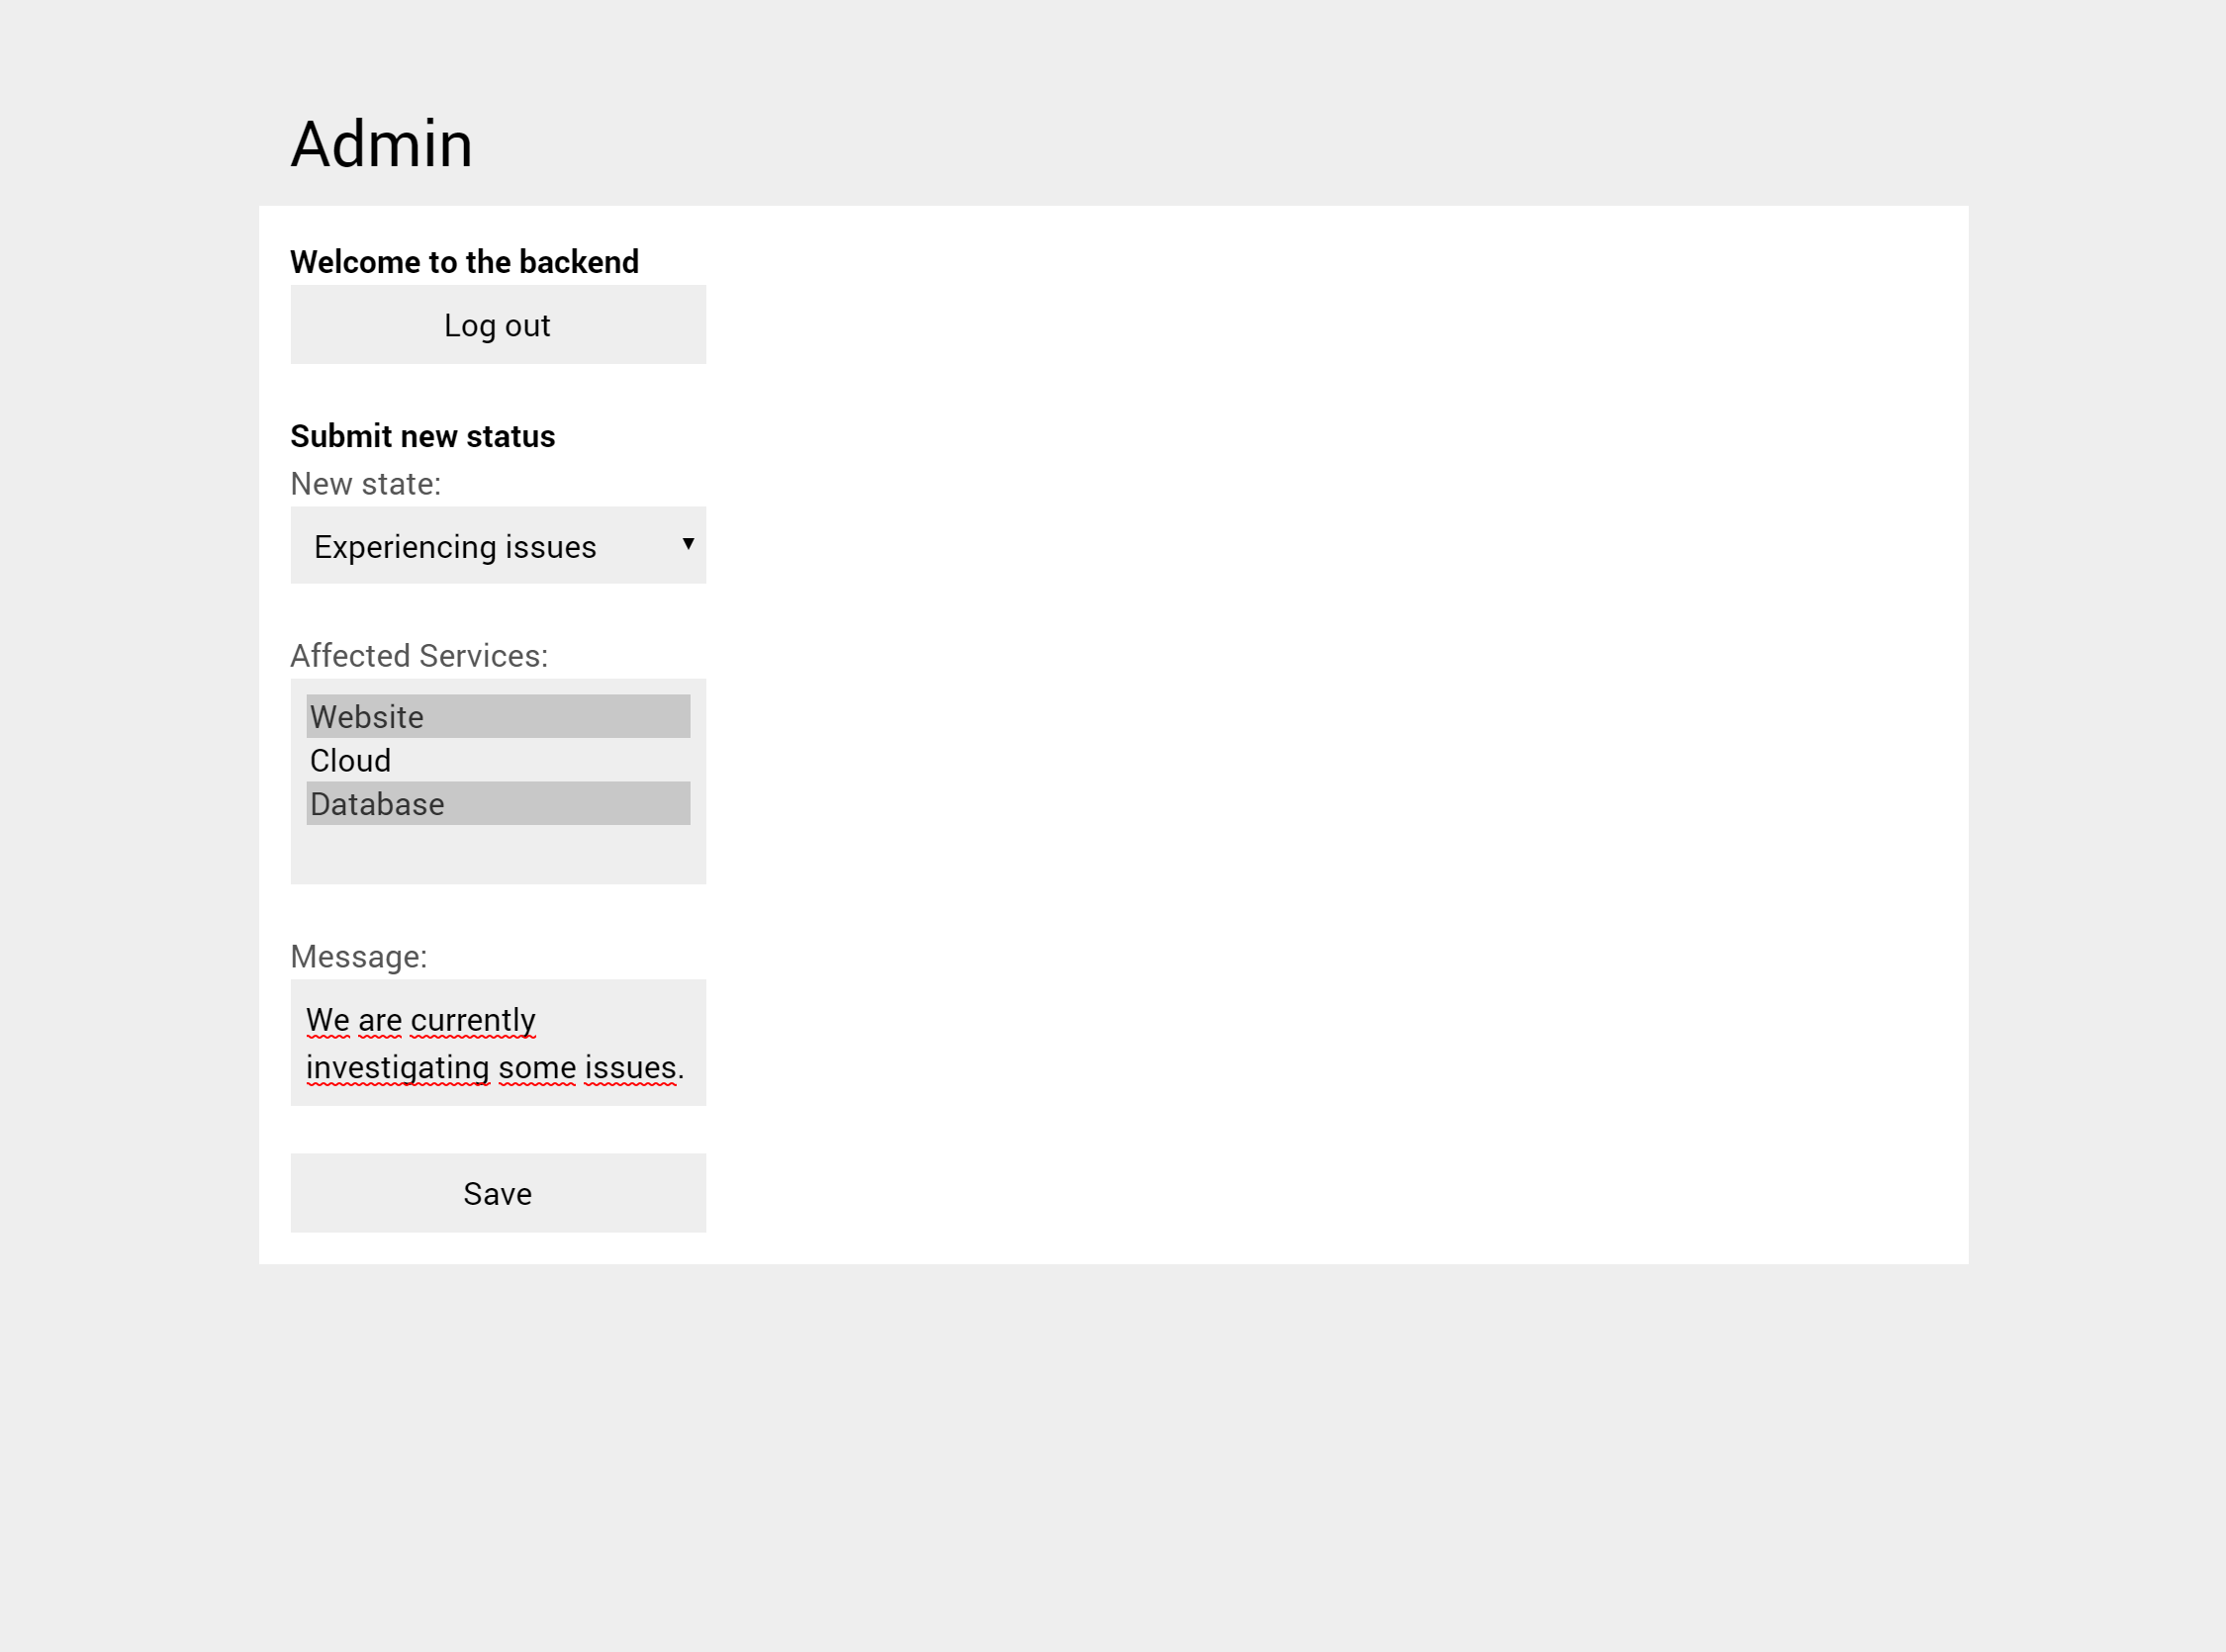 Admin
Welcome to the backend
Log out
Submit new status
New state:
Experiencing issues
Affected Services:
Website
Cloud
Database
Message:
We are currently
investigating some issues.
Save